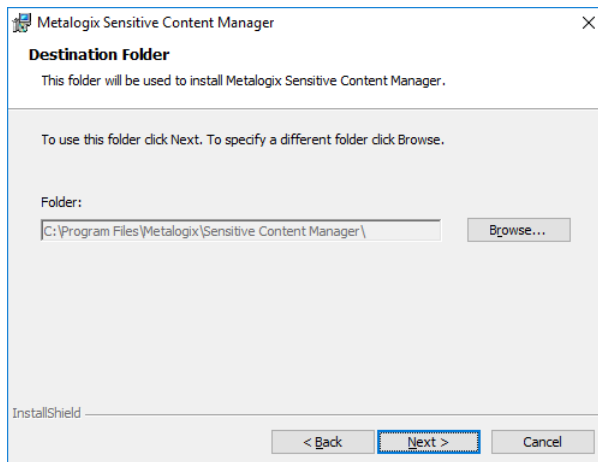 Metalogix Sensitive Content Manager
Destination Folder
This folder will be used to install Metalogix Sensitive Content Manager.
To use this folder click Next. To specify a different folder click Browse.
Folder:
C:\Program Files\Metalogix\Sensitive Content Manager\
Browse...
InstallShield
< Back
Next >
Cancel